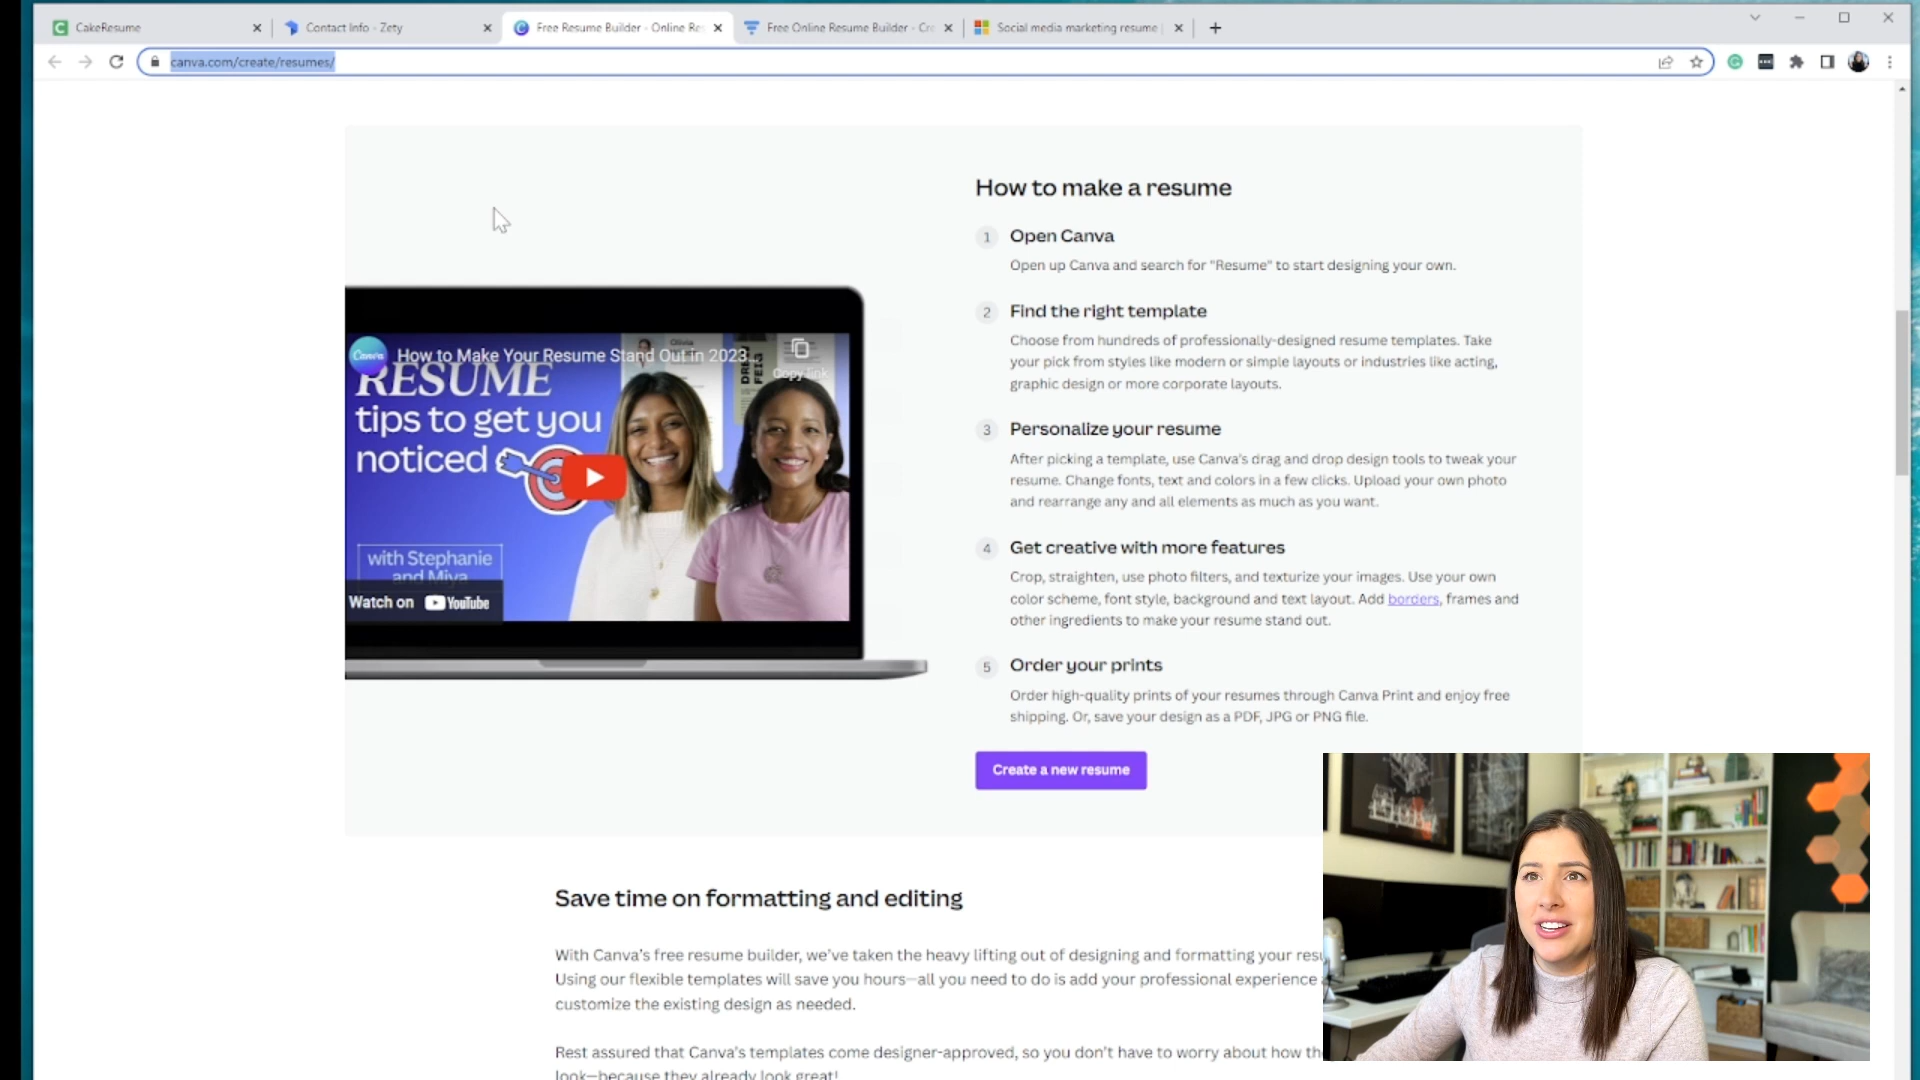 CakeResume
Contact Info - Zety
Free Resume Builder - Online Re
Free Online Resume Builder - Cre
Social media marketing resume
canva.com/create/resumes/
How to make a resume
1 Open Canva
Open up Canva and search for "Resume" to start designing your own.
2 Find the right template
Choose from hundreds of professionally-designed resume templates. Take
your pick from styles like modern or simple layouts or industries like acting,
graphic design or more corporate layouts.
3 Personalize your resume
After picking a template, use Canva's drag and drop design tools to tweak your
resume. Change fonts, text and colors in a few clicks. Upload your own photo
and rearrange any and all elements as much as you want.
4 Get creative with more features
Crop, straighten, use photo filters, and texturize your images. Use your own
color scheme, font style, background and text layout. Add borders, frames and
other ingredients to make your resume stand out.
5 Order your prints
Order high-quality prints of your resumes through Canva Print and enjoy free
shipping. Or, save your design as a PDF, JPG or PNG file.
Create a new resume
Canva
How to Make Your Resume Stand Out in 2023
Copy link
RESUME
tips to get you
noticed
with Stephanie
and Miya
Watch on YouTube
Save time on formatting and editing
With Canva's free resume builder, we've taken the heavy lifting out of designing and formatting your resu
Using our flexible templates will save you hours—all you need to do is add your professional experience
customize the existing design as needed.
Rest assured that Canva's templates come designer-approved, so you don't have to worry about how th
look—because they already look great!